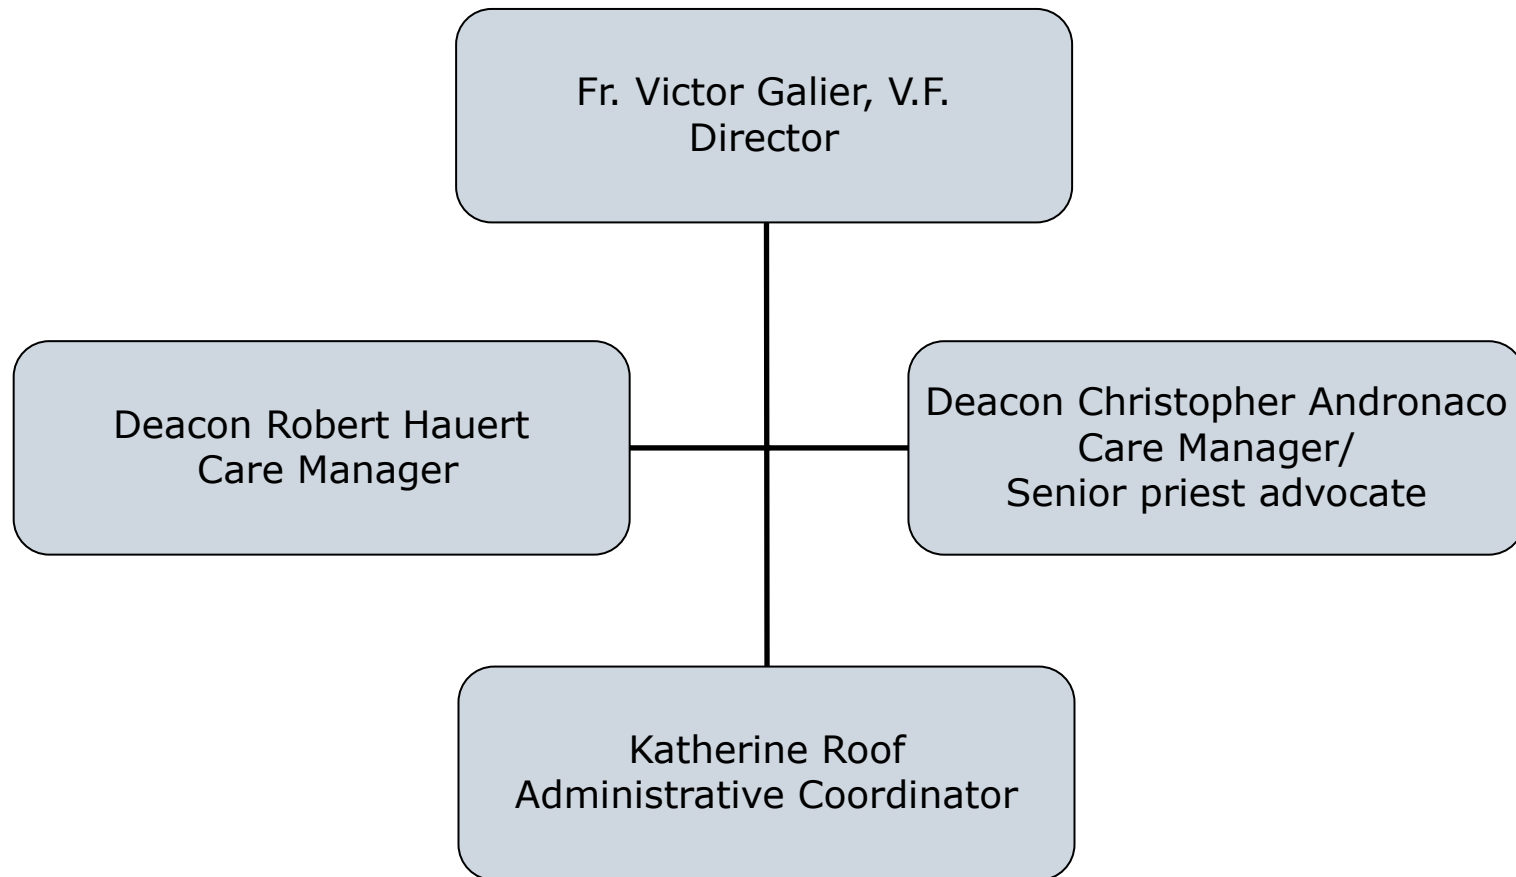 Fr. Victor Galier, V.F.
Director
Deacon Robert Hauert
Care Manager
Deacon Christopher Andronaco
Care Manager/
Senior priest advocate
Katherine Roof
Administrative Coordinator